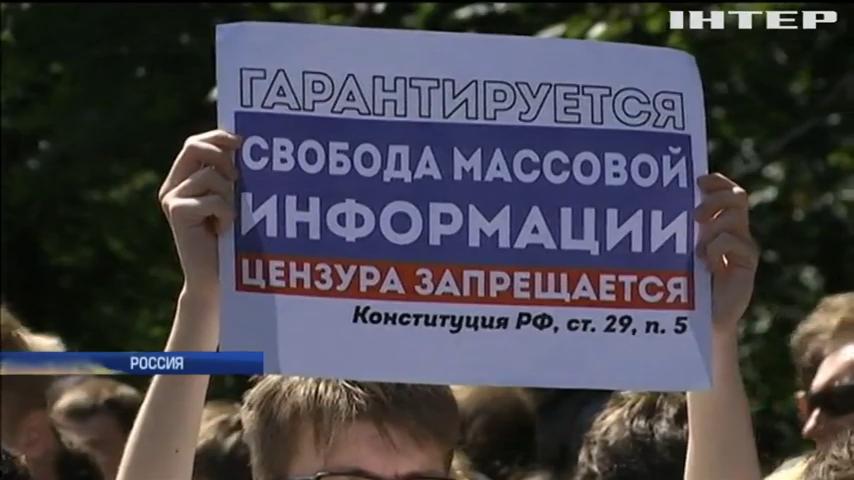 ІНТЕР
ГАРАНТИРУЕТСЯ
СВОБОДА МАССОВОЙ
ИНФОРМАЦИИ
ЦЕНЗУРА ЗАПРЕЩАЕТСЯ
Конституция РФ, ст. 29, п. 5
РОССИЯ